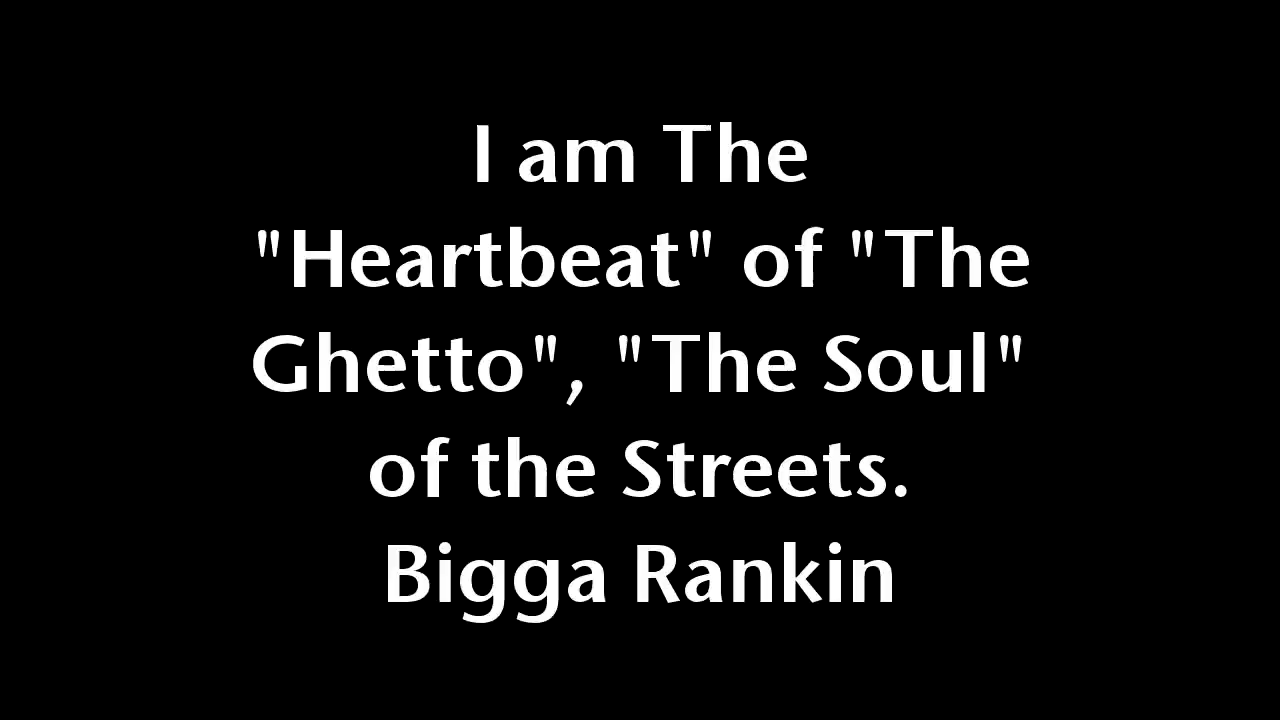 I am The
"Heartbeat" of "The
Ghetto", "The Soul"
of the Streets.
Bigga Rankin